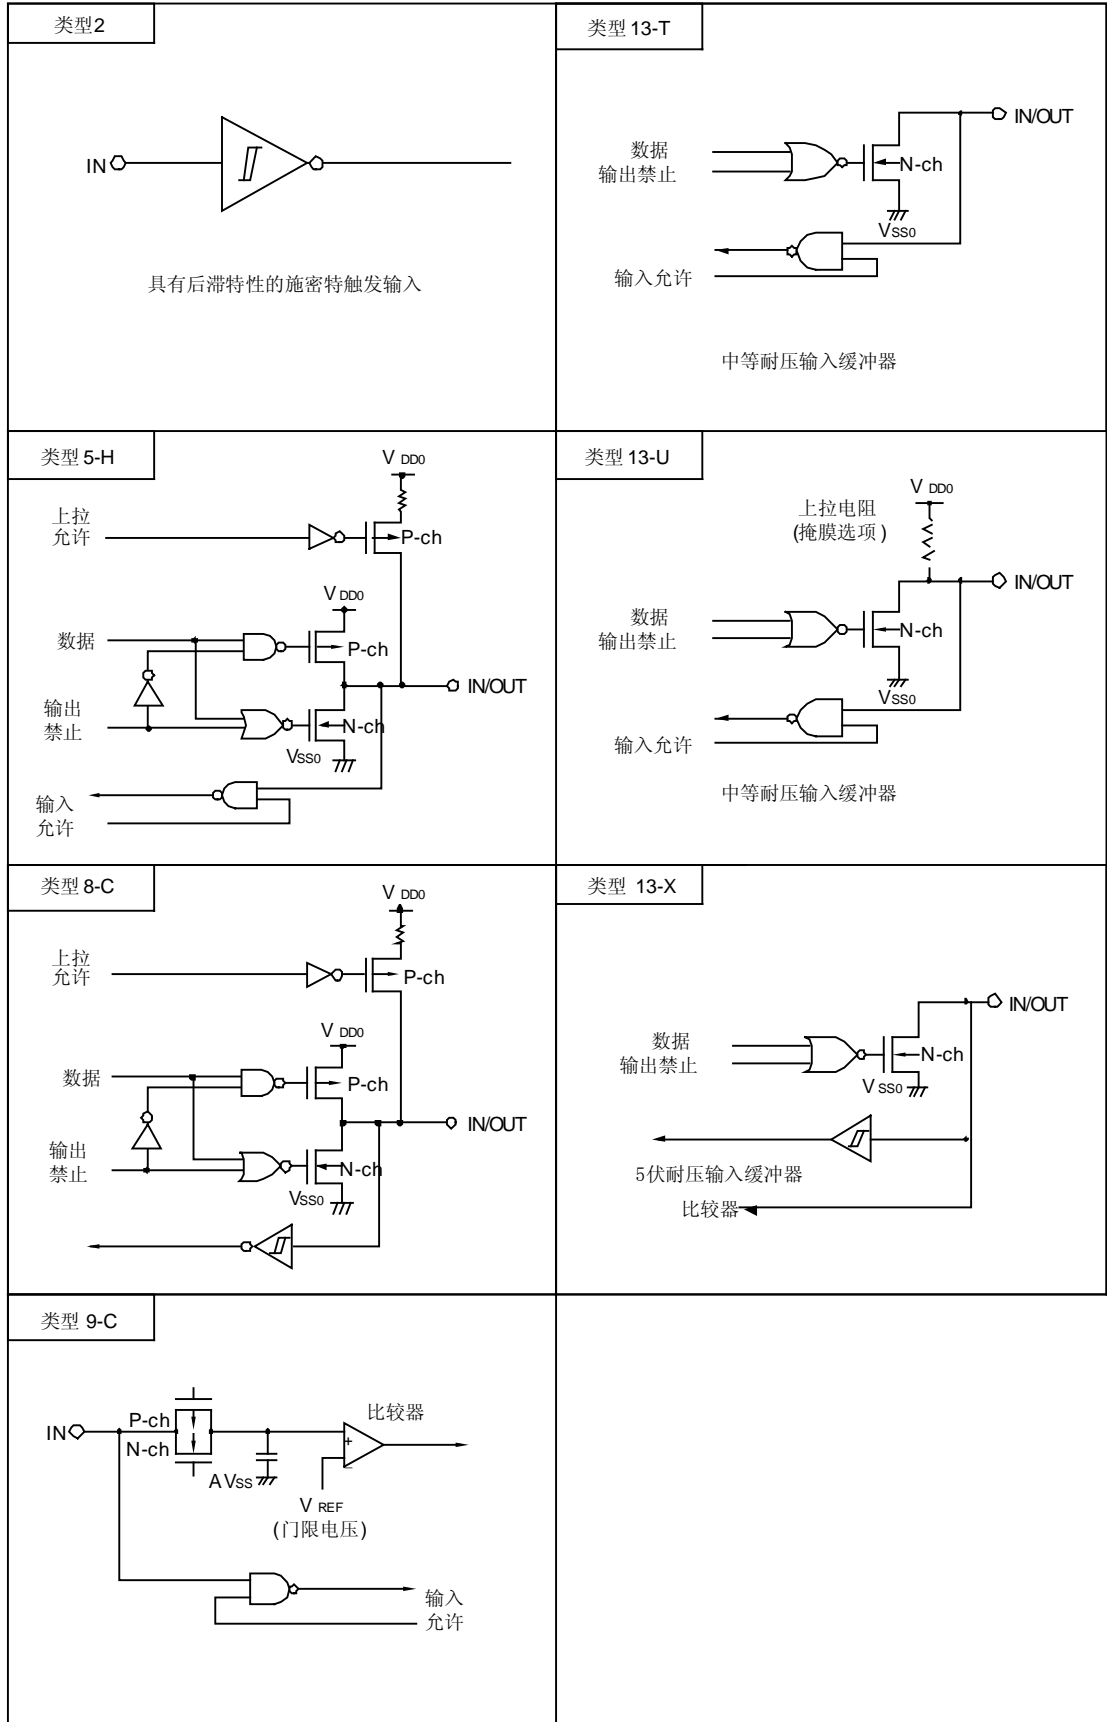 类型2
IN
具有后滞特性的施密特触发输入
类型 13-T
IN/OUT
数据
输出禁止
N-ch
VSS0
输入允许
中等耐压输入缓冲器
类型 5-H
V DD0
上拉
允许
P-ch
V DD0
数据
P-ch
IN/OUT
输出
禁止
N-ch
VSS0
输入
允许
类型 13-U
V DD0
上拉电阻
(掩膜选项)
IN/OUT
数据
输出禁止
N-ch
VSS0
输入允许
中等耐压输入缓冲器
类型 8-C
V DD0
上拉
允许
P-ch
V DD0
数据
P-ch
IN/OUT
输出
禁止
N-ch
VSS0
类型 13-X
IN/OUT
数据
输出禁止
N-ch
V SS0
5伏耐压输入缓冲器
比较器
类型 9-C
比较器
P-ch
IN
N-ch
+
−
A VSS
V REF
(门限电压)
输入
允许